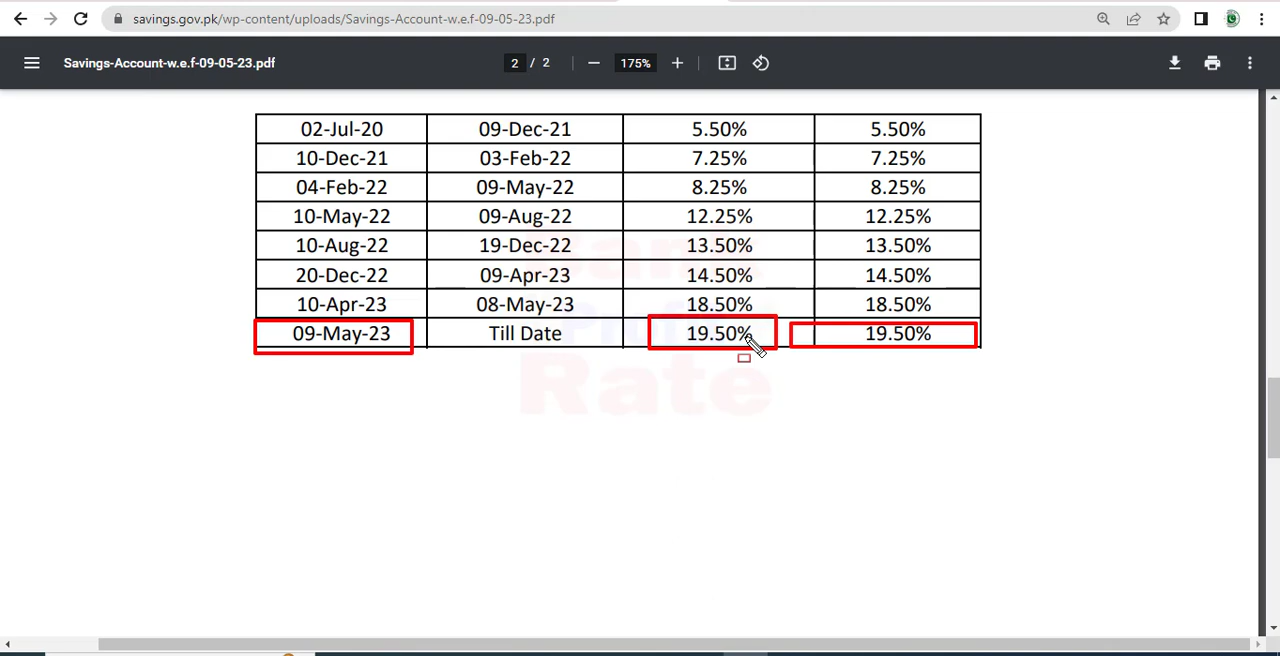 savings.gov.pk/wp-content/uploads/Savings-Account-w.e.f-09-05-23.pdf
Savings-Account-w.e.f-09-05-23.pdf 2 / 2 175%
02-Jul-20 09-Dec-21 5.50% 5.50%
10-Dec-21 03-Feb-22 7.25% 7.25%
04-Feb-22 09-May-22 8.25% 8.25%
10-May-22 09-Aug-22 12.25% 12.25%
10-Aug-22 19-Dec-22 13.50% 13.50%
20-Dec-22 09-Apr-23 14.50% 14.50%
10-Apr-23 08-May-23 18.50% 18.50%
09-May-23 Till Date 19.50% 19.50%
Bank
Profit
Rate